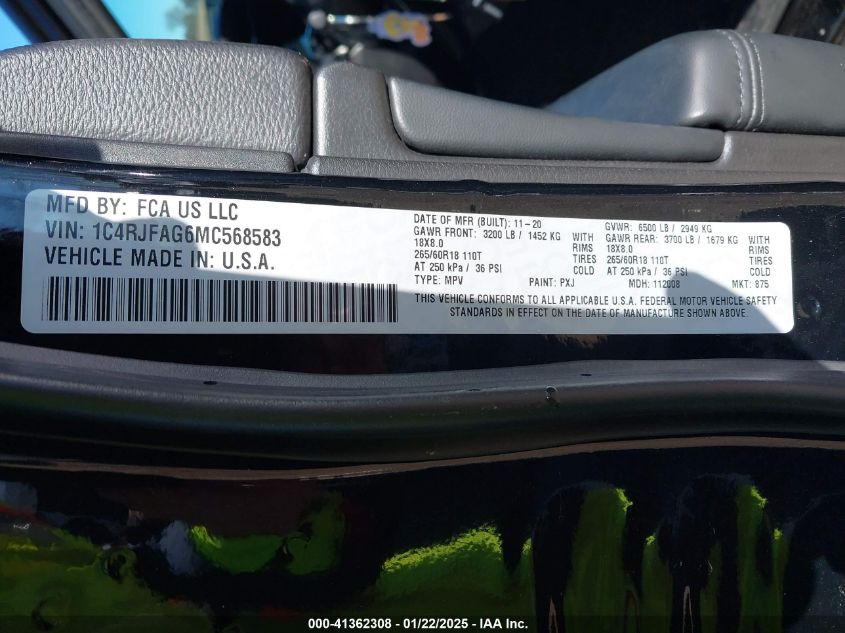 MFD BY: FCA US LLC
VIN: 1C4RJFAG6MC568583
VEHICLE MADE IN: U.S.A.
DATE OF MFR (BUILT): 11-20 GVWR: 6500 LB / 2949 KG
GAWR FRONT: 3200 LB / 1452 KG WITH GAWR REAR: 3700 LB / 1679 KG WITH
18X8.0 RIMS 18X8.0 RIMS
265/60R18 110T TIRES 265/60R18 110T TIRES
AT 250 kPa / 36 PSI COLD AT 250 kPa / 36 PSI COLD
TYPE: MPV PAINT: PXJ MDH: 112008 MKT: 875
THIS VEHICLE CONFORMS TO ALL APPLICABLE U.S.A. FEDERAL MOTOR VEHICLE SAFETY
STANDARDS IN EFFECT ON THE DATE OF MANUFACTURE SHOWN ABOVE.
000-41362308 - 01/22/2025 - IAA Inc.